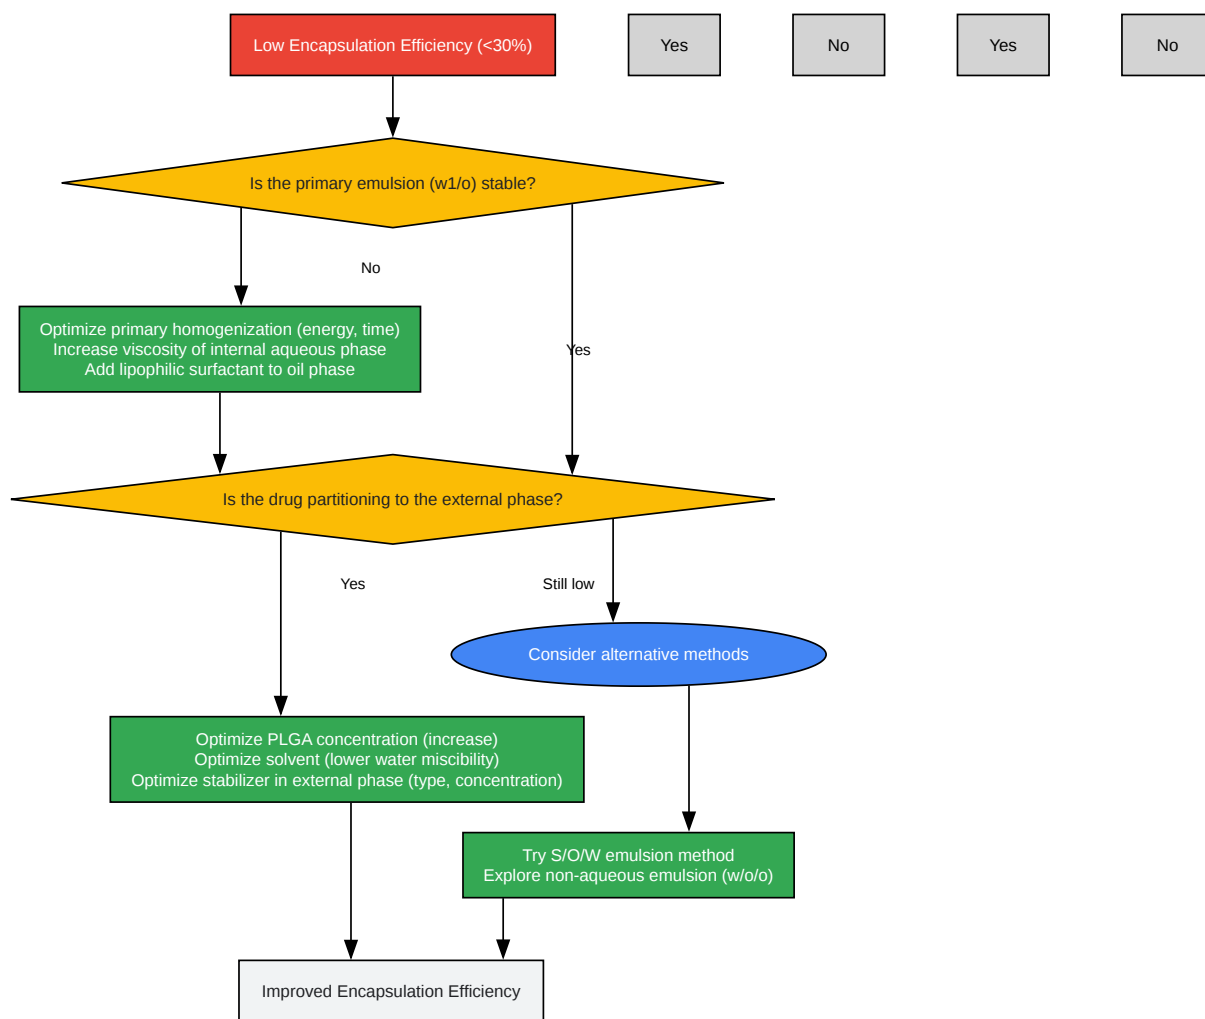 Low Encapsulation Efficiency (<30%)
Yes
No
Yes
No
Is the primary emulsion (w1/o) stable?
No
Optimize primary homogenization (energy, time)
Increase viscosity of internal aqueous phase
Add lipophilic surfactant to oil phase
Yes
Is the drug partitioning to the external phase?
Yes
Still low
Consider alternative methods
Optimize PLGA concentration (increase)
Optimize solvent (lower water miscibility)
Optimize stabilizer in external phase (type, concentration)
Try S/O/W emulsion method
Explore non-aqueous emulsion (w/o/o)
Improved Encapsulation Efficiency